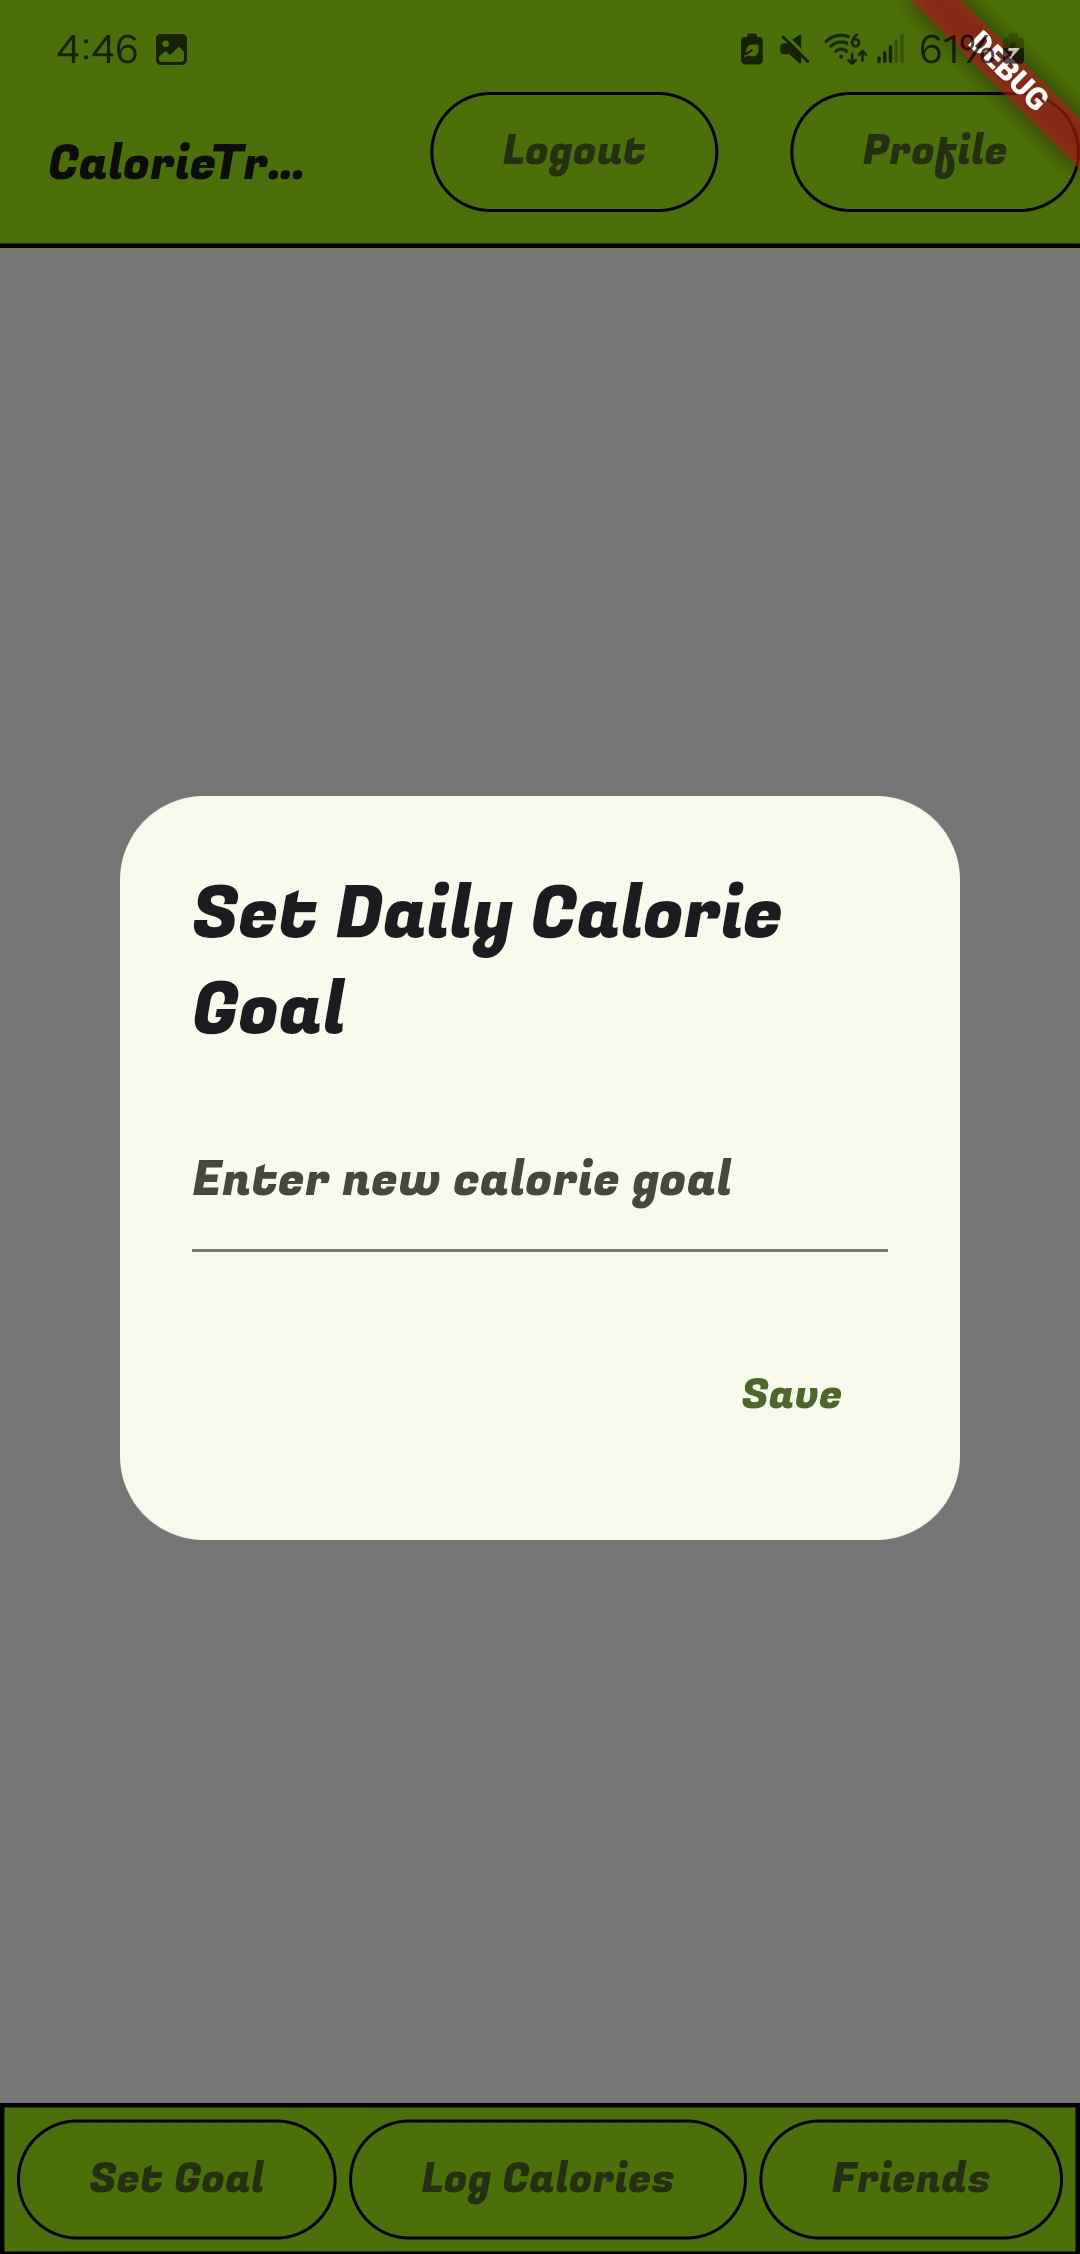 4:46
61%
DEBUG
CalorieTr...
Logout
Profile
Set Daily Calorie
Goal
Enter new calorie goal
Save
Set Goal
Log Calories
Friends